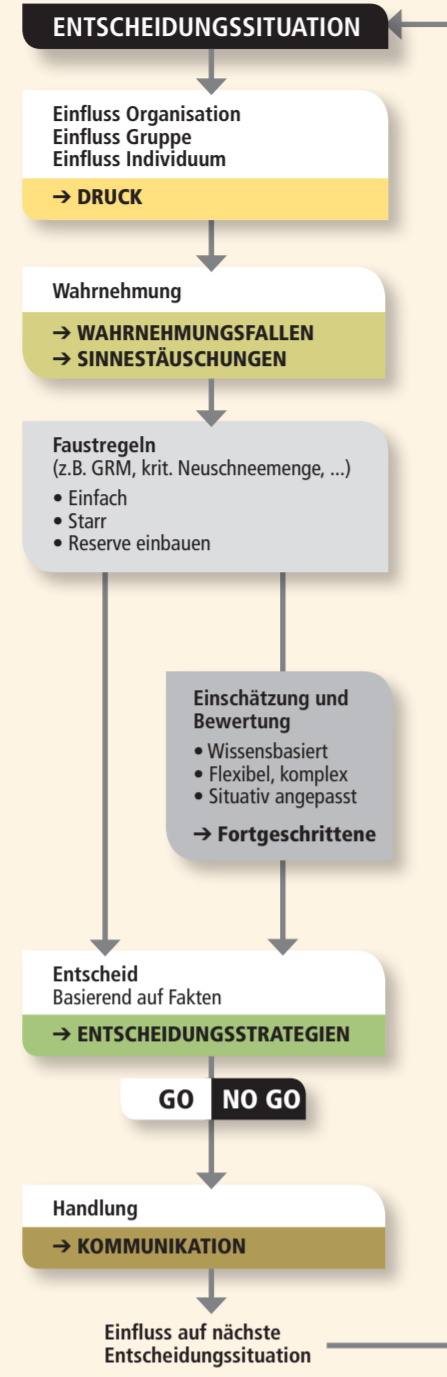 ENTSCHEIDUNGSSITUATION
Einfluss Organisation
Einfluss Gruppe
Einfluss Individuum
➔ DRUCK
Wahrnehmung
➔ WAHRNEHMUNGSFALLEN
➔ SINNESTÄUSCHUNGEN
Faustregeln
(z.B. GRM, krit. Neuschneemenge, ...)
• Einfach
• Starr
• Reserve einbauen
Einschätzung und
Bewertung
• Wissensbasiert
• Flexibel, komplex
• Situativ angepasst
➔ Fortgeschrittene
Entscheid
Basierend auf Fakten
➔ ENTSCHEIDUNGSSTRATEGIEN
GO NO GO
Handlung
➔ KOMMUNIKATION
Einfluss auf nächste
Entscheidungssituation